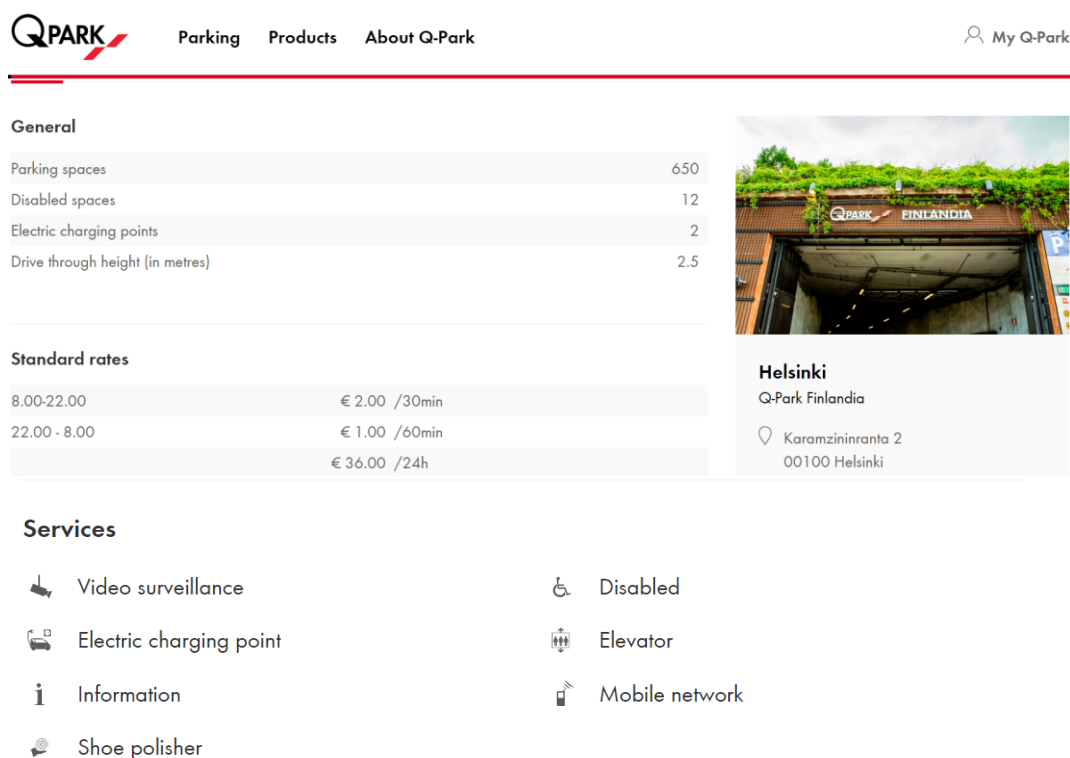 QPARK Parking Products About Q-Park My Q-Park
General
Parking spaces 650
Disabled spaces 12
Electric charging points 2
Drive through height (in metres) 2.5
QPARK FINLANDIA
P
Standard rates
8.00-22.00 € 2.00 /30min
22.00 - 8.00 € 1.00 /60min
€ 36.00 /24h
Helsinki
Q-Park Finlandia
Karamzininranta 2
00100 Helsinki
Services
Video surveillance
Disabled
Electric charging point
Elevator
Information
Mobile network
Shoe polisher